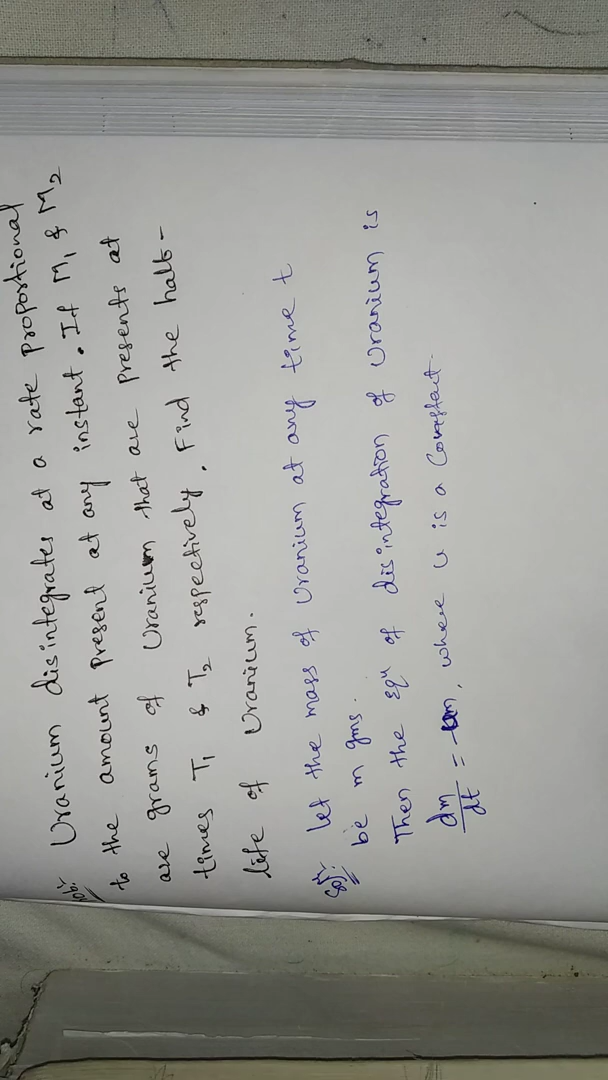 Prob:- Uranium disintegrates at a rate proportional
to the amount present at any instant. If M1 & M2
are grams of Uranium that are presents at
times T1 & T2 respectively. Find the half-
life of Uranium.
Sol:- Let the mass of Uranium at any time t
be m gms.
Then the eqn of disintegration of Uranium is
dm/dt = -um, where u is a constant.